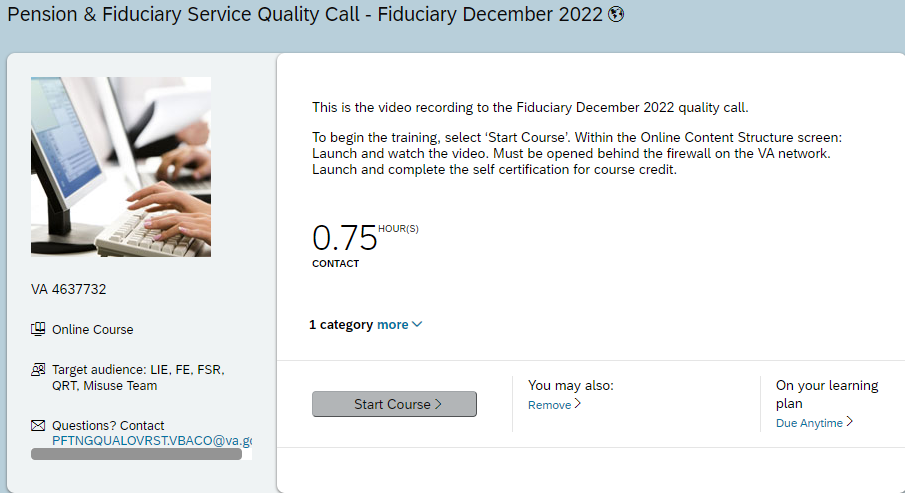 Pension & Fiduciary Service Quality Call - Fiduciary December 2022
This is the video recording to the Fiduciary December 2022 quality call.
To begin the training, select ‘Start Course’. Within the Online Content Structure screen:
Launch and watch the video. Must be opened behind the firewall on the VA network.
Launch and complete the self certification for course credit.
0.75 HOUR(S)
CONTACT
VA 4637732
Online Course
Target audience: LIE, FE, FSR,
QRT, Misuse Team
Questions? Contact
PFTNGQUALOVRST.VBACO@va.g
1 category more
Start Course
You may also:
Remove
On your learning
plan
Due Anytime